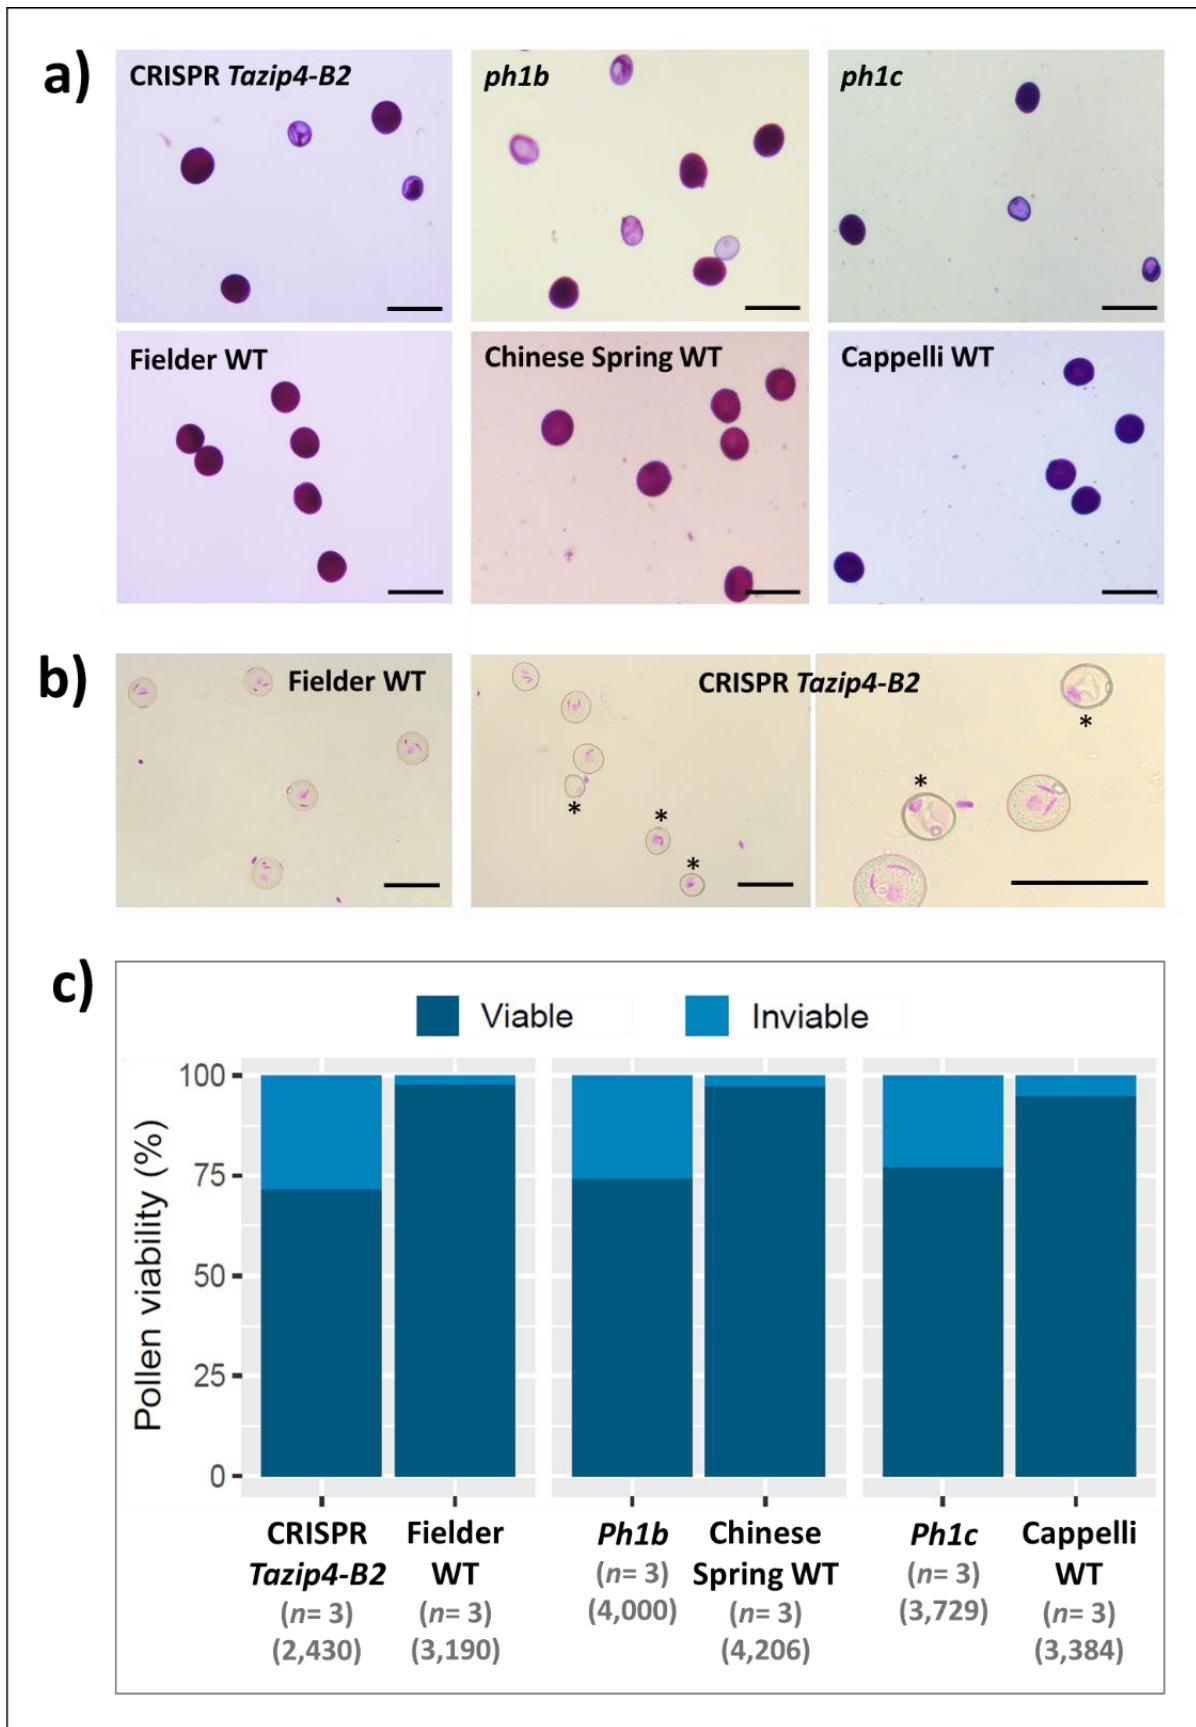 a)
CRISPR Tazip4-B2
ph1b
ph1c
Fielder WT
Chinese Spring WT
Cappelli WT
b)
Fielder WT
CRISPR Tazip4-B2
*
*
*
*
*
c)
Viable
Inviable
Pollen viability (%)
100
75
50
25
0
CRISPR
Tazip4-B2
(n= 3)
(2,430)
Fielder
WT
(n= 3)
(3,190)
Ph1b
(n= 3)
(4,000)
Chinese
Spring WT
(n= 3)
(4,206)
Ph1c
(n= 3)
(3,729)
Cappelli
WT
(n= 3)
(3,384)